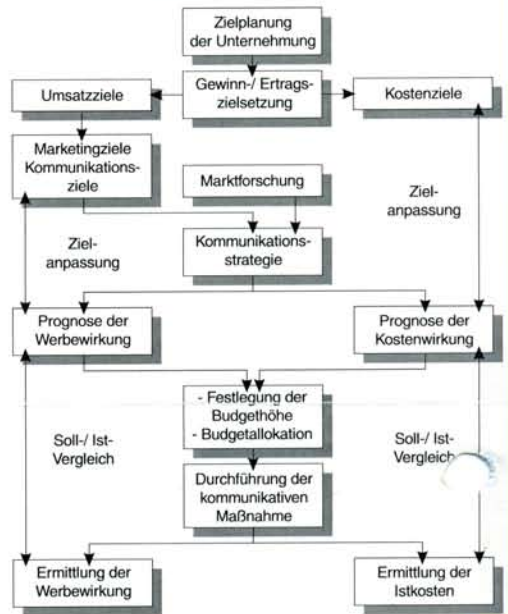 Zielplanung
der Unternehmung
Umsatzziele
Gewinn-/ Ertrags-
zielsetzung
Kostenziele
Marketingziele
Kommunikations-
ziele
Marktforschung
Ziel-
anpassung
Ziel-
anpassung
Kommunikations-
strategie
Prognose der
Werbewirkung
Prognose der
Kostenwirkung
- Festlegung der
Budgethöhe
- Budgetallokation
Soll-/ Ist-
Vergleich
Soll-/ Ist-
Vergleich
Durchführung der
kommunikativen
Maßnahme
Ermittlung der
Werbewirkung
Ermittlung der
Istkosten